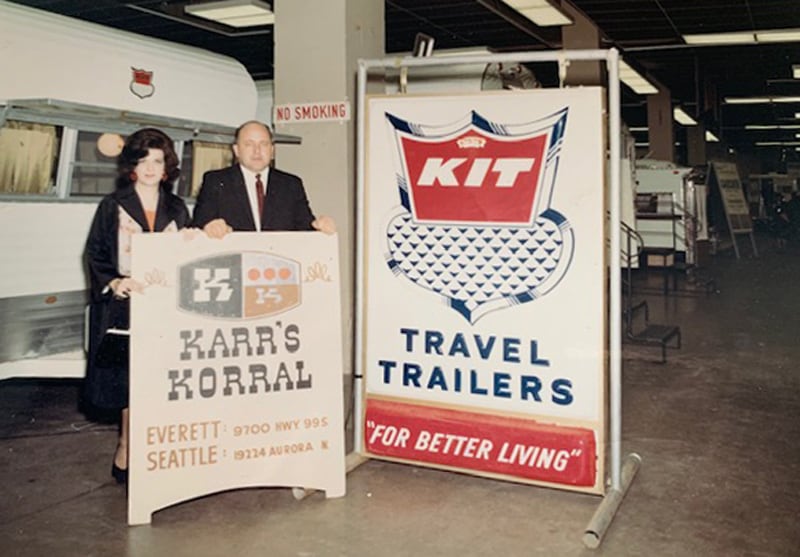 NO SMOKING
K K
KARR'S
KORRAL
EVERETT: 9700 HWY 99S
SEATTLE: 19224 AURORA N.
KIT
TRAVEL
TRAILERS
"FOR BETTER LIVING"